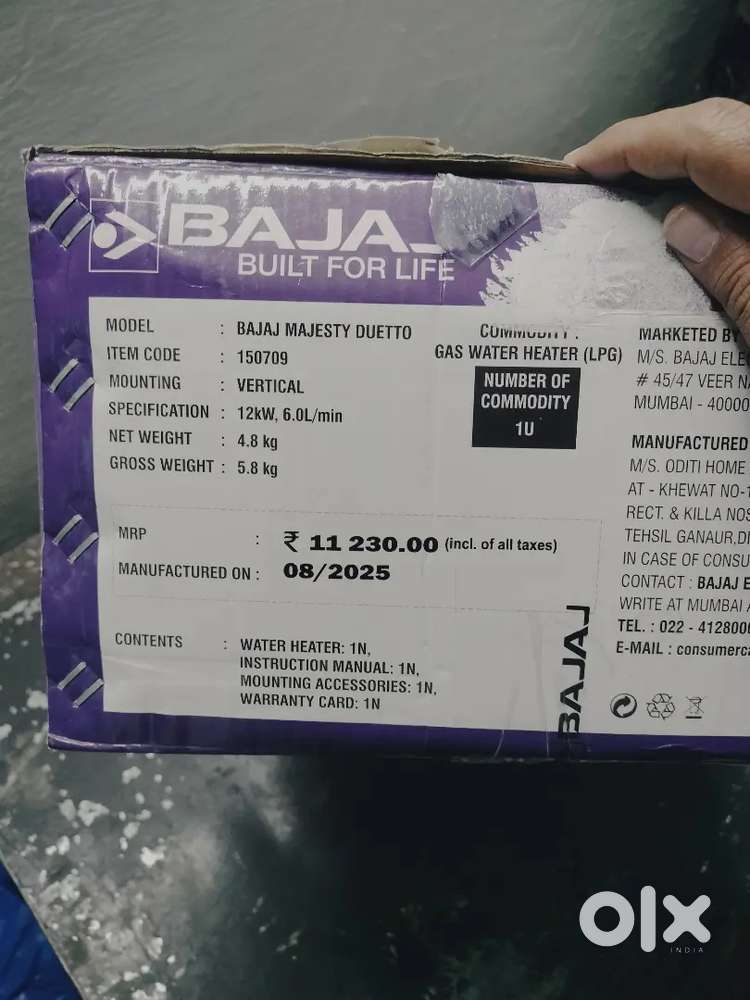 BAJAJ
BUILT FOR LIFE
MODEL : BAJAJ MAJESTY DUETTO
ITEM CODE : 150709
MOUNTING : VERTICAL
SPECIFICATION : 12kW, 6.0L/min
NET WEIGHT : 4.8 kg
GROSS WEIGHT : 5.8 kg
COMMODITY :
GAS WATER HEATER (LPG)
NUMBER OF
COMMODITY
1U
MRP : ₹ 11 230.00 (incl. of all taxes)
MANUFACTURED ON : 08/2025
CONTENTS : WATER HEATER: 1N,
INSTRUCTION MANUAL: 1N,
MOUNTING ACCESSORIES: 1N,
WARRANTY CARD: 1N
MARKETED BY
M/S. BAJAJ ELE
# 45/47 VEER
MUMBAI - 40000
MANUFACTURED
M/S. ODITI HOME
AT - KHEWAT NO-1
RECT. & KILLA NOS
TEHSIL GANAUR,DI
IN CASE OF CONSU
CONTACT : BAJAJ E
WRITE AT MUMBAI A
TEL. : 022 - 4128000
E-MAIL : consumerca
BAJAJ
olx
INDIA